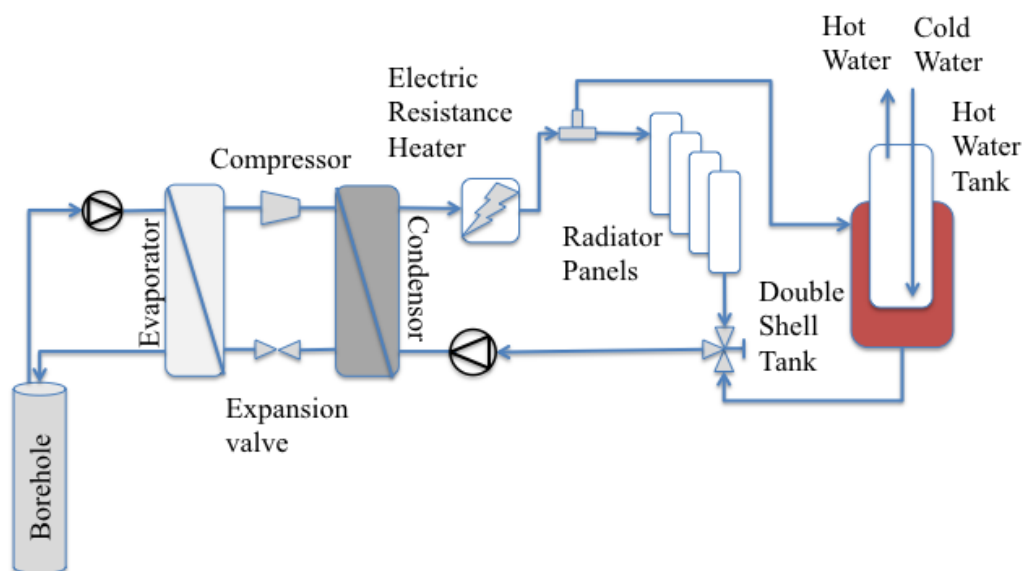 Hot
Water
Cold
Water
Electric
Resistance
Heater
Hot
Water
Tank
Compressor
Evaporator
Condensor
Radiator
Panels
Double
Shell
Tank
Expansion
valve
Borehole